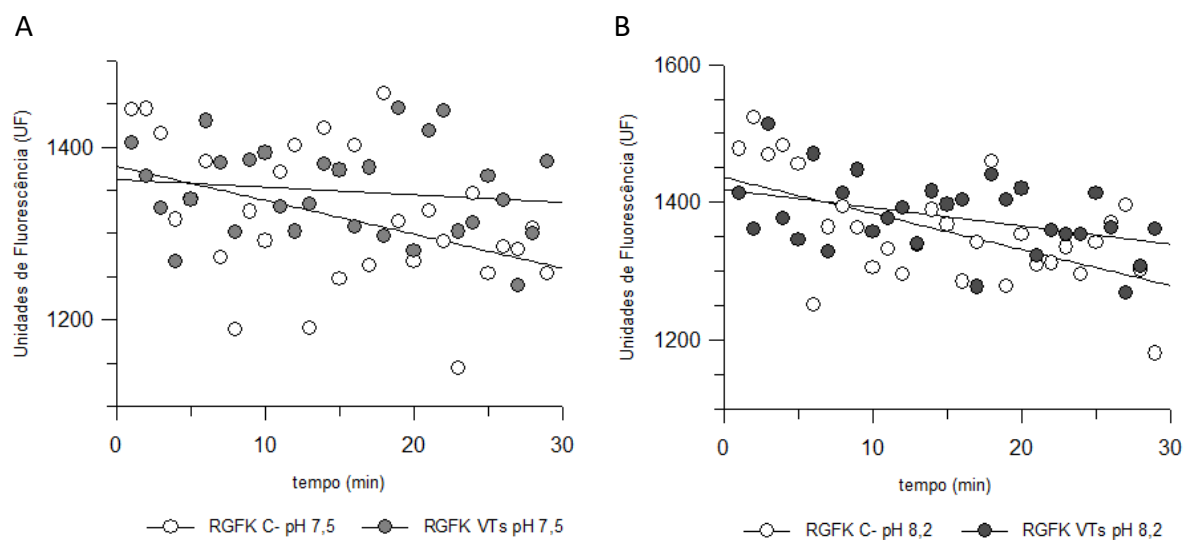 A
Unidades de Fluorescência (UF)
1400
1200
0 10 20 30
tempo (min)
RGFK C- pH 7,5 RGFK VTs pH 7,5
B
Unidades de Fluorescência (UF)
1600
1400
1200
0 10 20 30
tempo (min)
RGFK C- pH 8,2 RGFK VTs pH 8,2